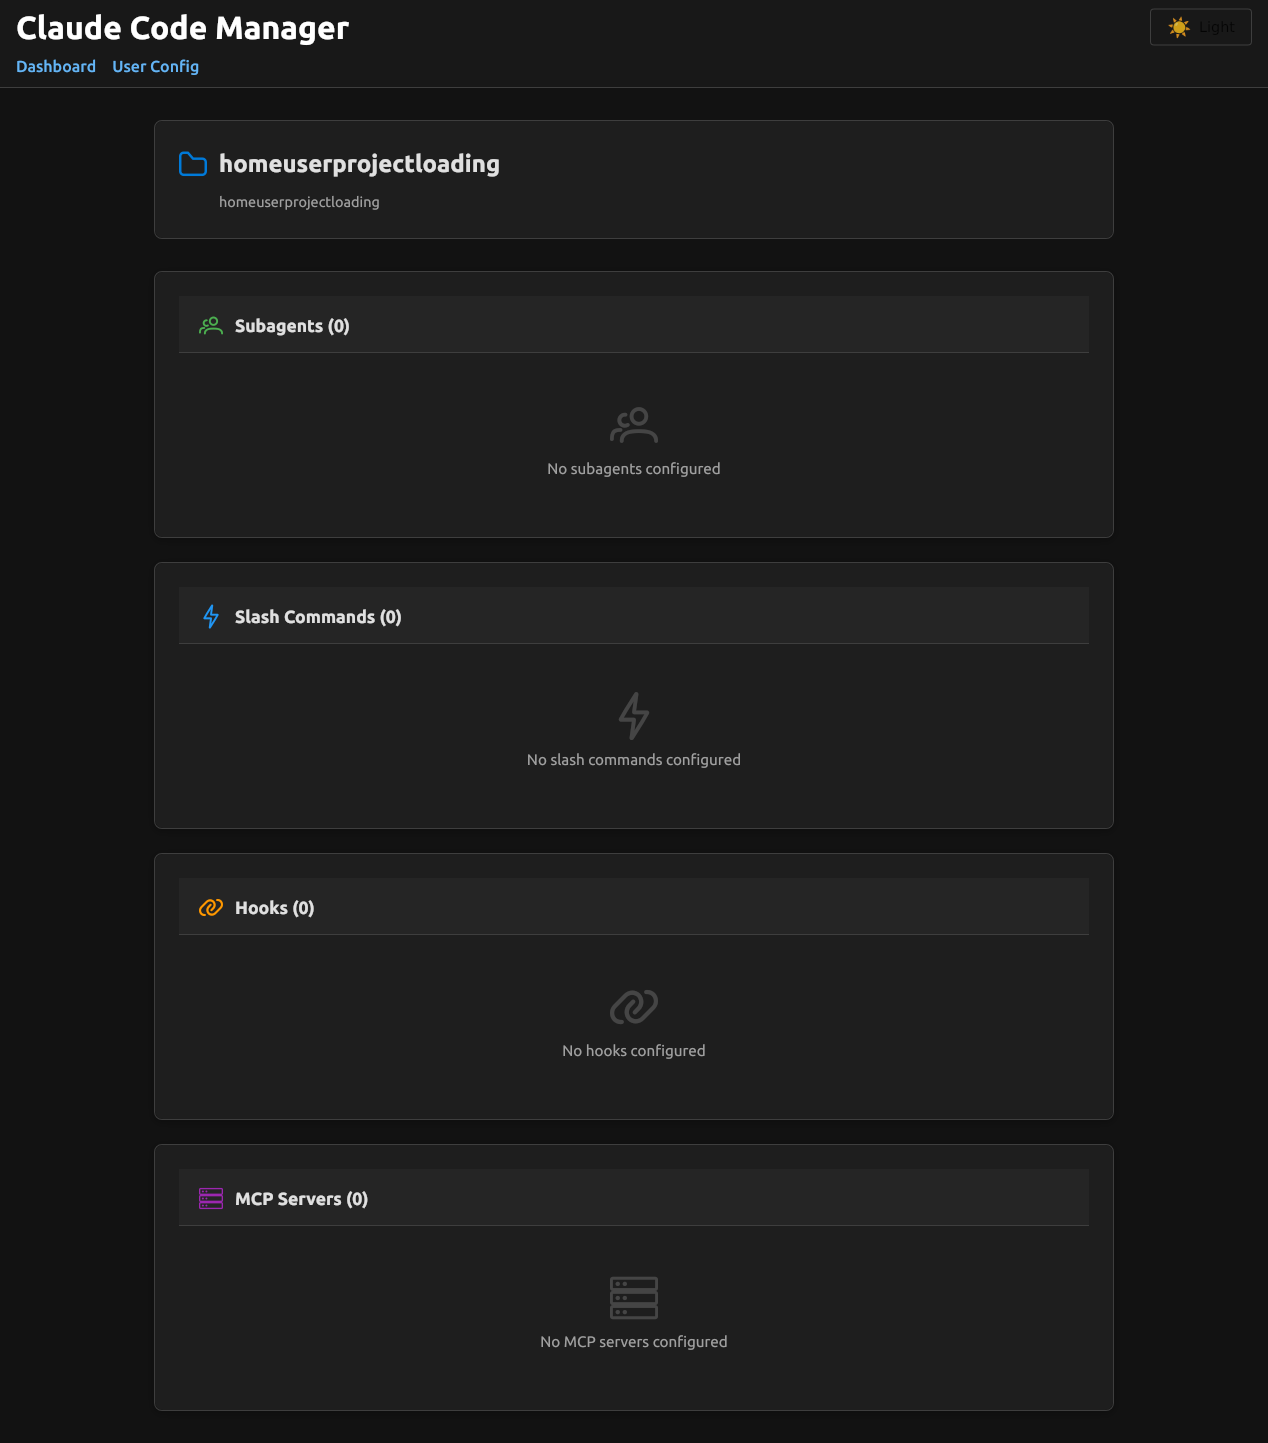 Claude Code Manager
☀️ Light
Dashboard User Config
homeuserprojectloading
homeuserprojectloading
Subagents (0)
No subagents configured
Slash Commands (0)
No slash commands configured
Hooks (0)
No hooks configured
MCP Servers (0)
No MCP servers configured